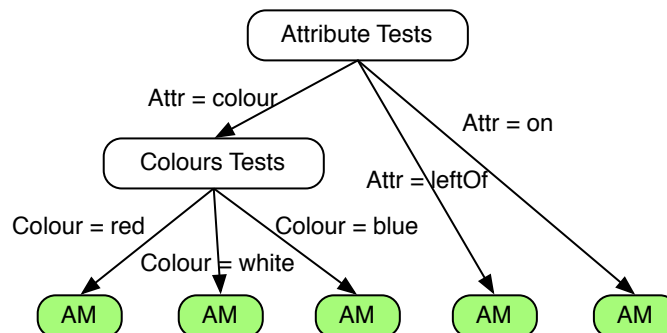 Attribute Tests
Attr = colour
Attr = on
Colours Tests
Attr = leftOf
Colour = red
Colour = blue
Colour = white
AM
AM
AM
AM
AM